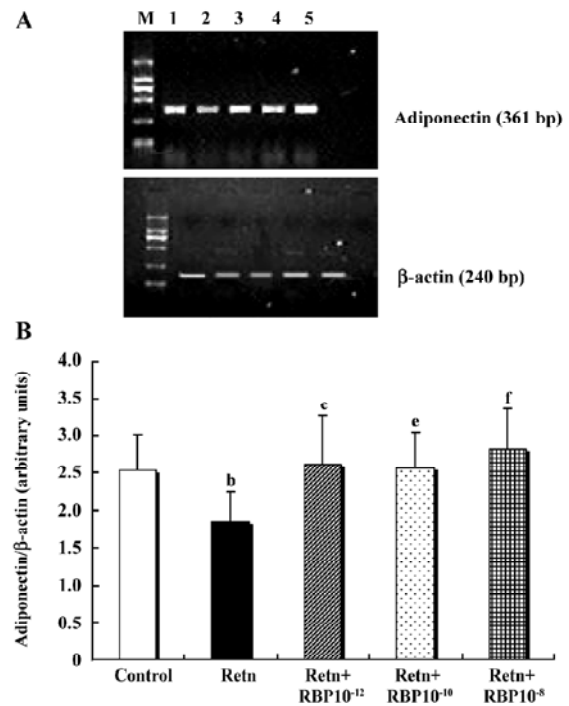 A
M 1 2 3 4 5
Adiponectin (361 bp)
β-actin (240 bp)
B
Adiponectin/β-actin (arbitrary units)
4.0
3.5
3.0
2.5
2.0
1.5
1.0
0.5
0
b
c
e
f
Control
Retn
Retn+
RBP10⁻¹²
Retn+
RBP10⁻¹⁰
Retn+
RBP10⁻⁸